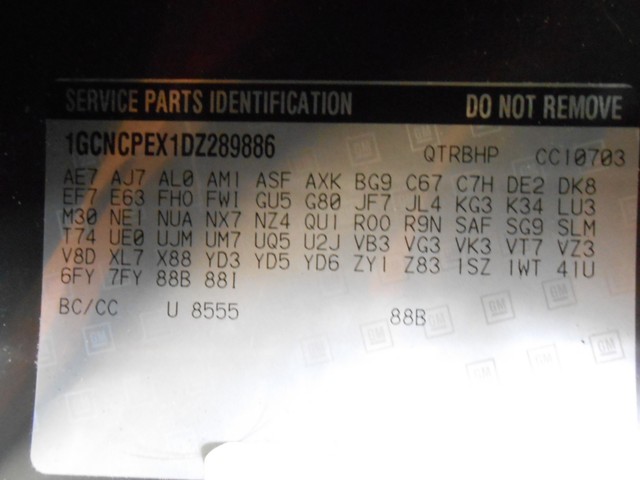 SERVICE PARTS IDENTIFICATION DO NOT REMOVE
1GCNCPEX1DZ289886 QTRBHP CC10703
AE7 AJ7 AL0 AM1 ASF AXK BG9 C67 C7H DE2 DK8
EF7 E63 FHO FW1 GU5 G80 JF7 JL4 KG3 K34 LU3
M30 NE1 NUA NX7 NZ4 QU1 R00 R9N SAF SG9 SLM
T74 UE0 UJM UM7 UQ5 U2J VB3 VG3 VK3 VT7 VZ3
V8D XL7 X88 YD3 YD5 YD6 ZY1 Z83 1SZ 1WT 41U
6FY 7FY 88B 88I
BC/CC U 8555 88B